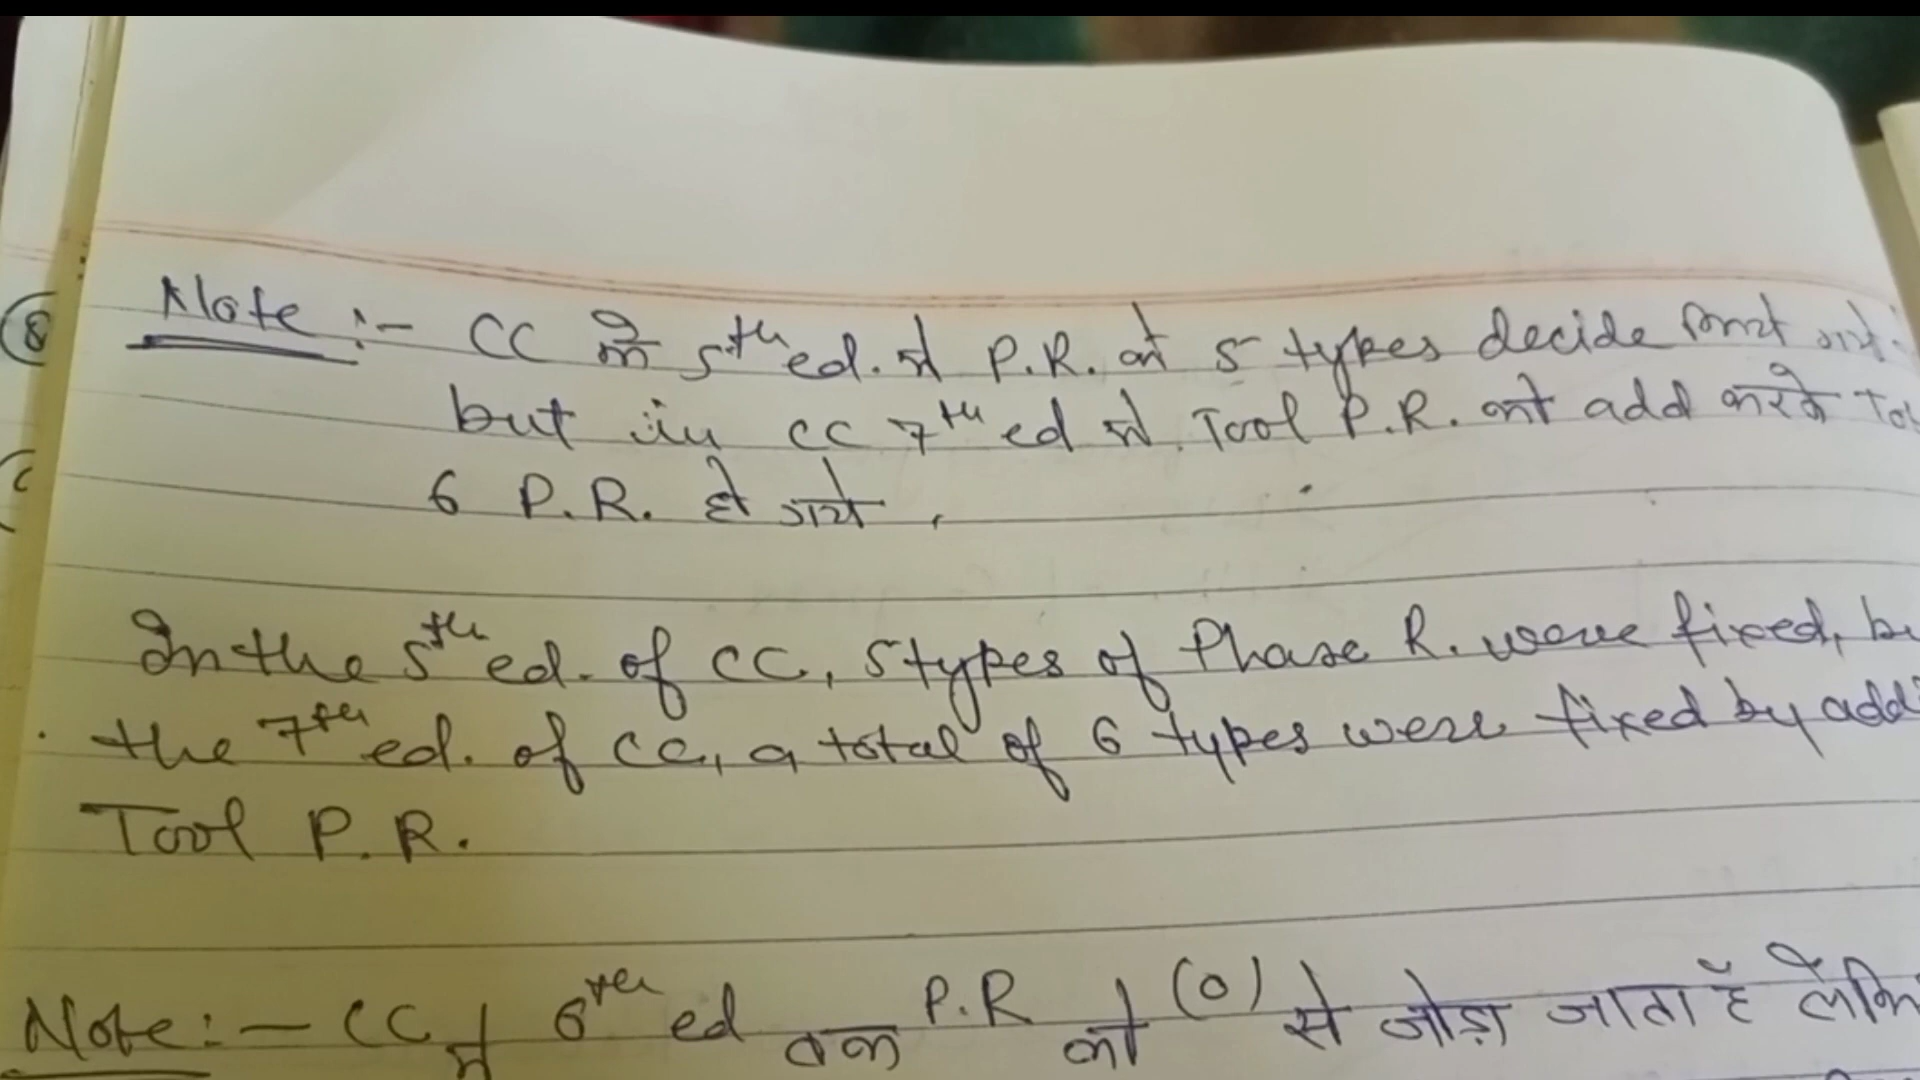 Note :- CC के 5th ed. में P.R. को 5 types decide किये गये
but in CC 7th ed में Tool P.R. को add करके
6 P.R. हो गये.
In the 5th ed. of CC, 5 types of Phase R. were fixed,
the 7th ed. of CC, a total of 6 types were fixed by
Tool P.R.
Note:- CC में 6th ed तक P.R को (0) से जोड़ा जाता है